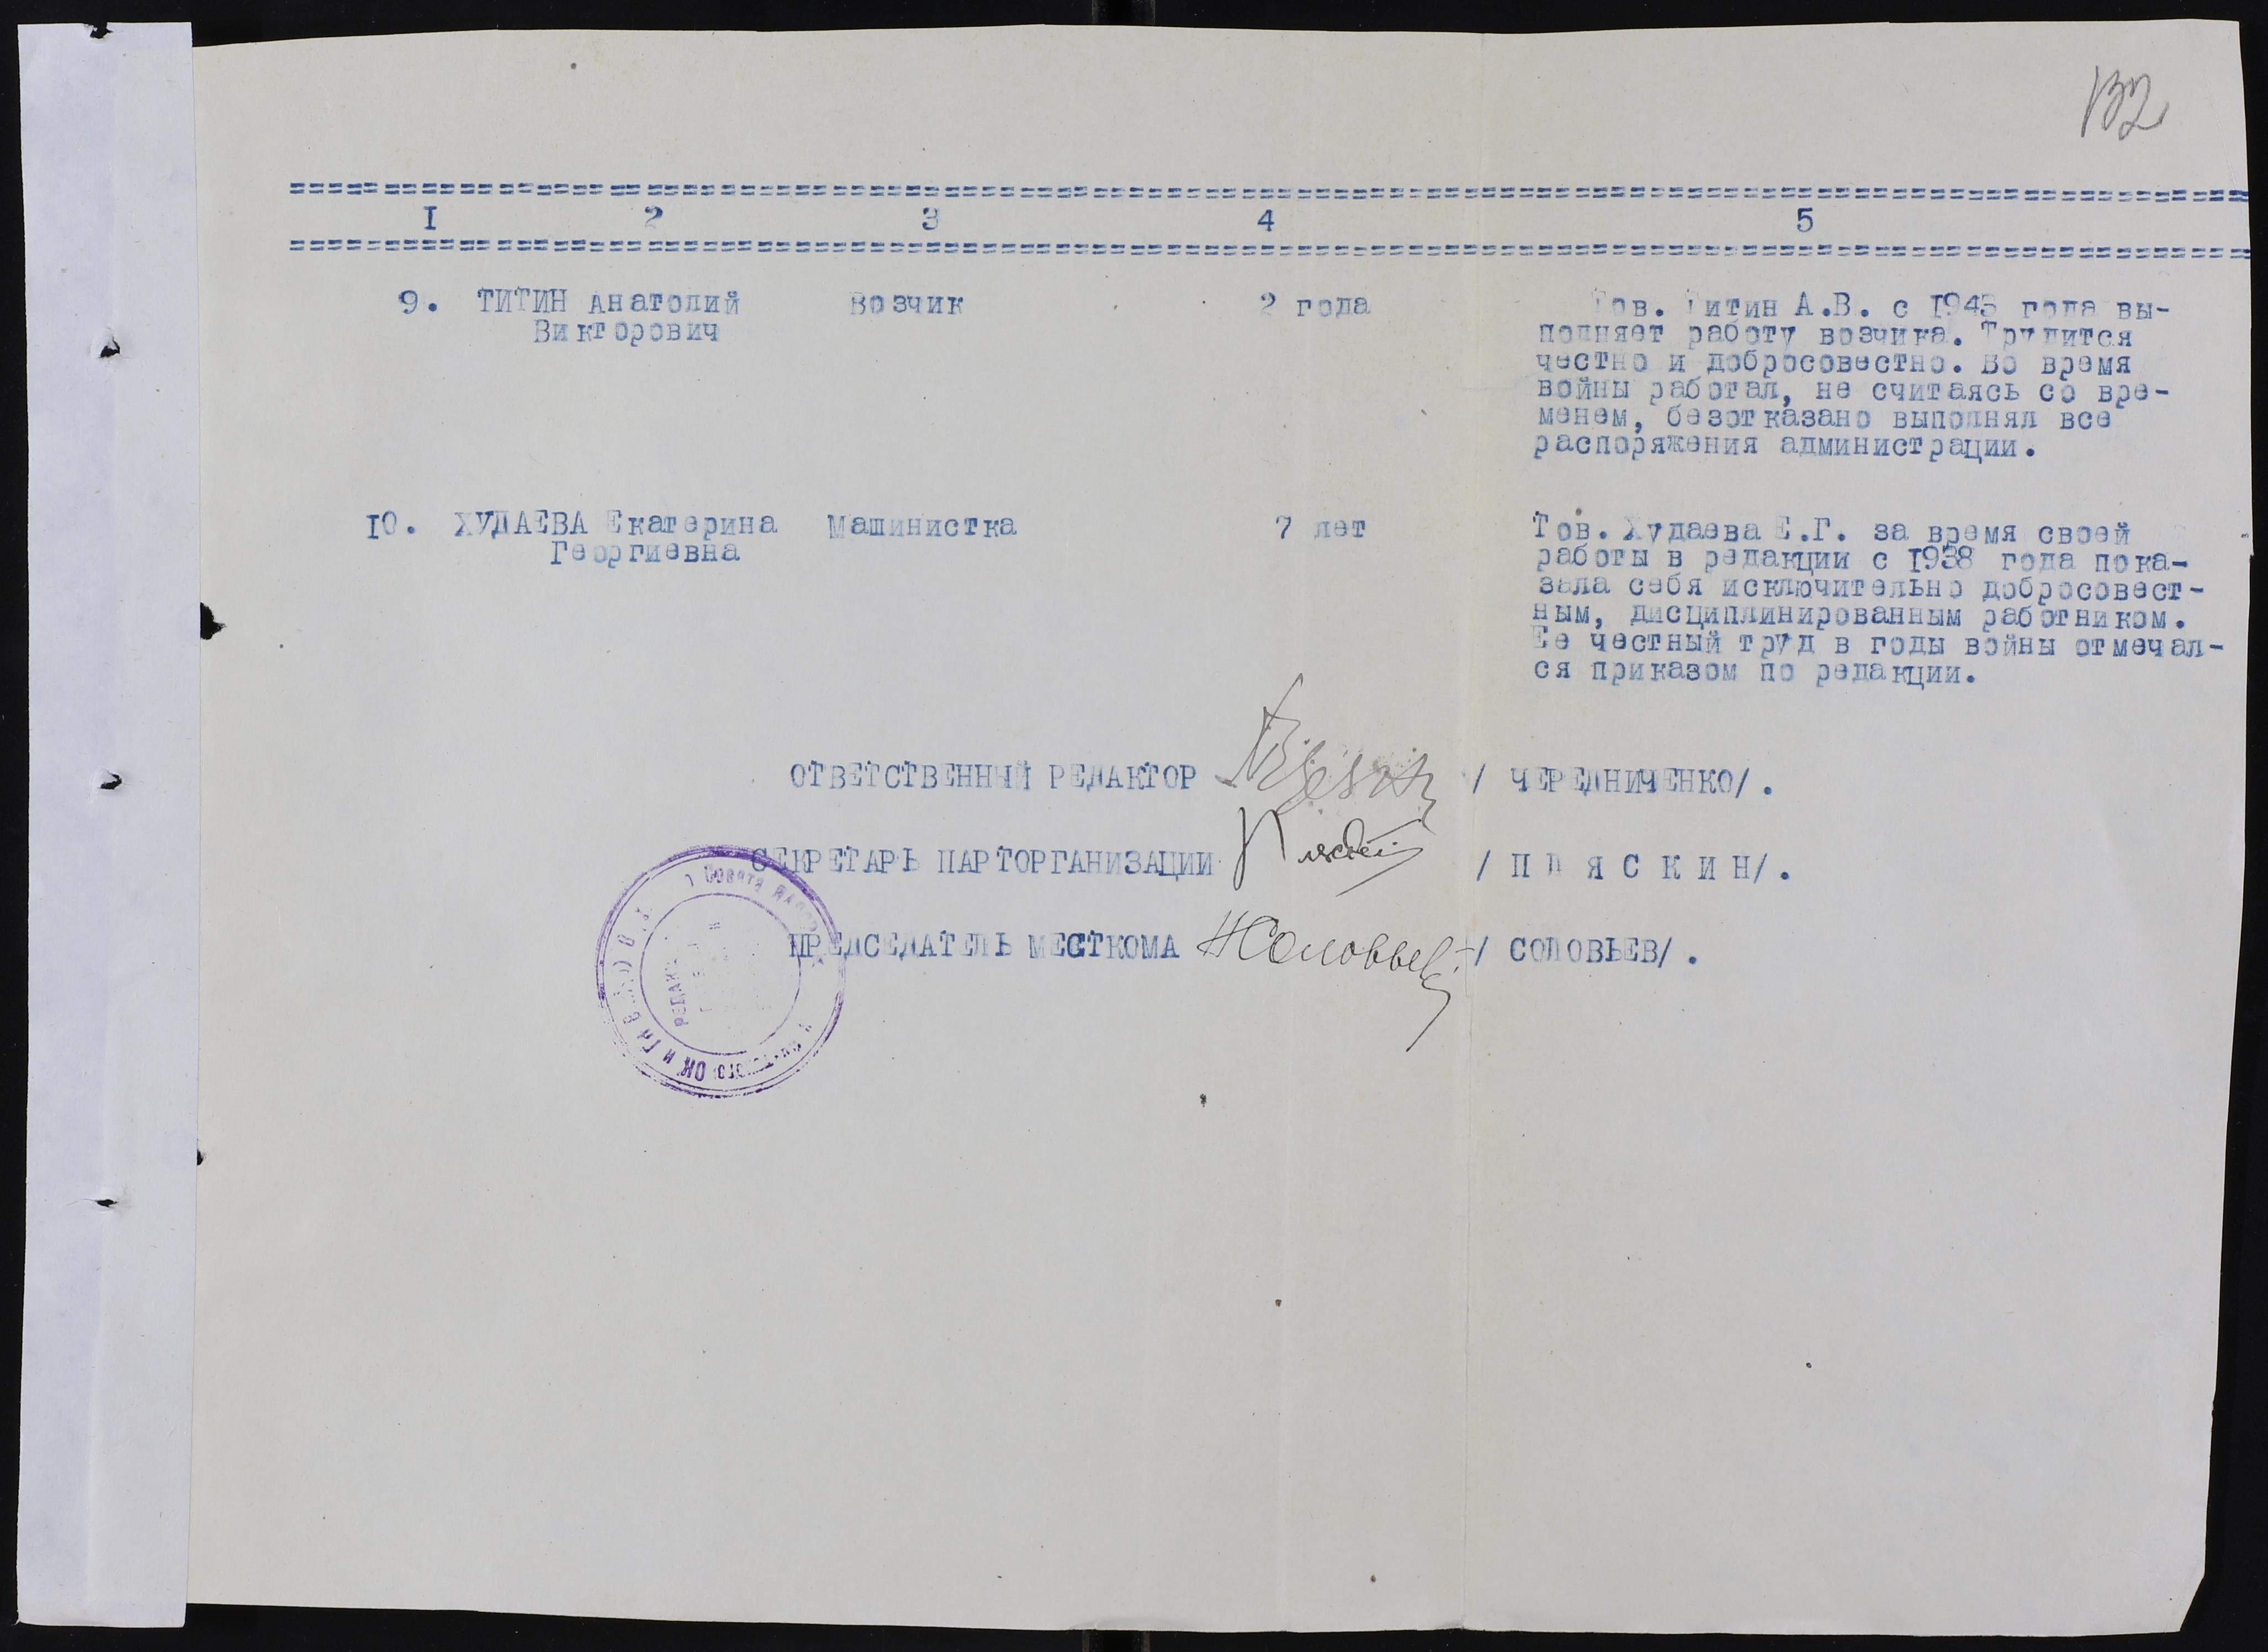 132
I 2 3 4 5
9. ТИТИН Анатолий Возчик 2 года Тов. Титин А.В. с 1943 года вы-
Викторович полняет работу возчика. Трудится
честно и добросовестно. Во время
войны работал, не считаясь со вре-
менем, безотказано выполнял все
распоряжения администрации.
IO. ХУДАЕВА Екатерина Машинистка 7 лет Тов. Худаева Е.Г. за время своей
Георгиевна работы в редакции с 1938 года пока-
зала себя исключительно добросовест-
ным, дисциплинированным работником.
Ее честный труд в годы войны отмечал-
ся приказом по редакции.
ОТВЕТСТВЕННЫЙ РЕДАКТОР / ЧЕРЕДНИЧЕНКО/.
СЕКРЕТАРЬ ПАРТОРГАНИЗАЦИИ / П Л Я С К И Н/.
ПРЕДСЕДАТЕЛЬ МЕСТКОМА НСоловьев / СОЛОВЬЕВ/.